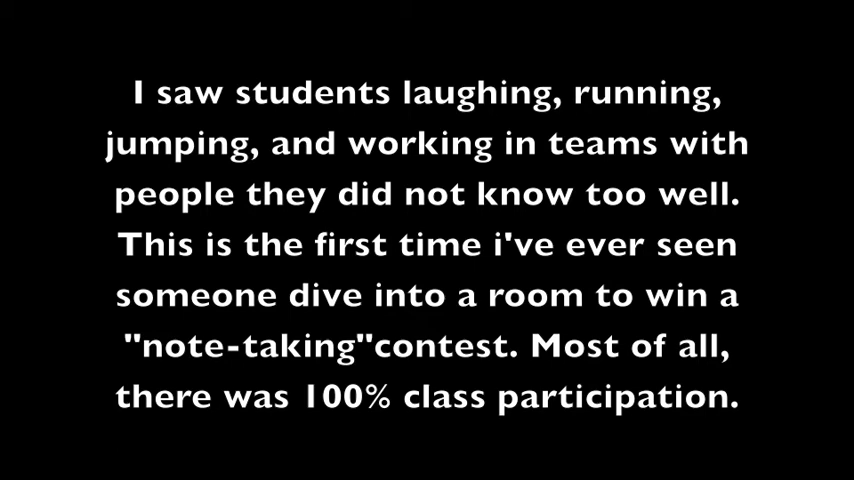 I saw students laughing, running,
jumping, and working in teams with
people they did not know too well.
This is the first time i've ever seen
someone dive into a room to win a
"note-taking"contest. Most of all,
there was 100% class participation.